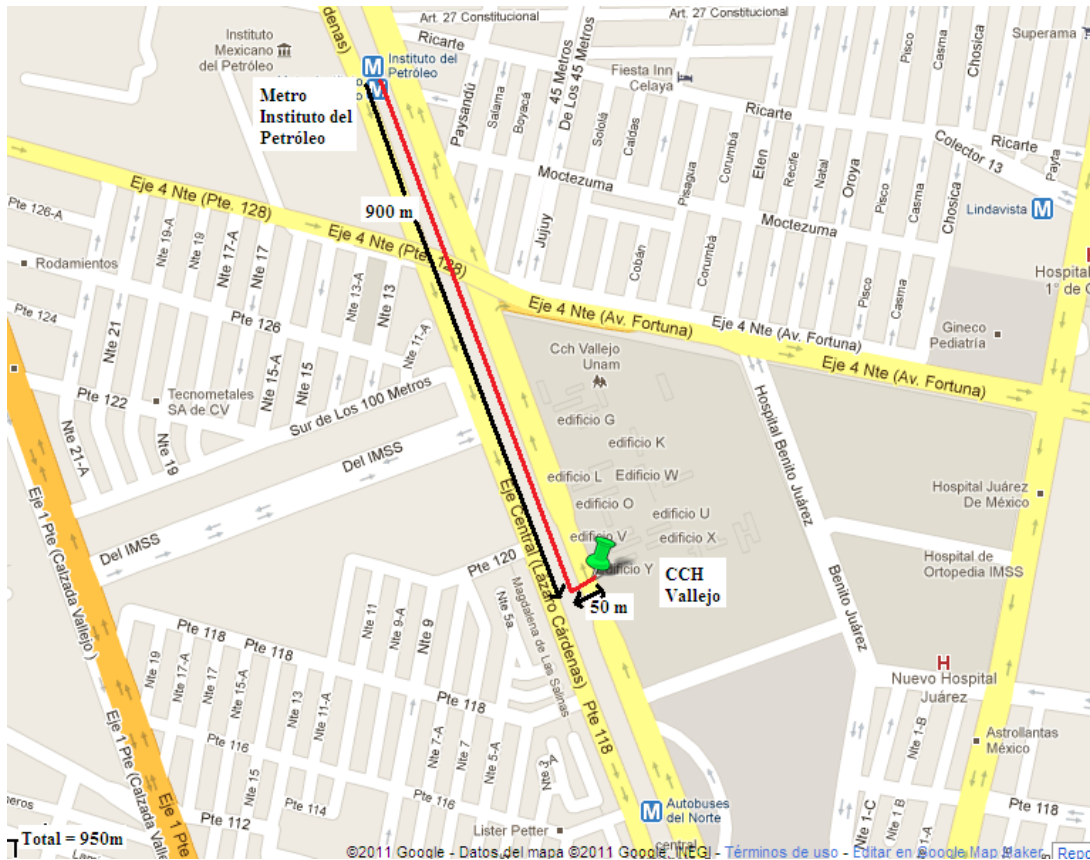 Art. 27 Constitucional
Art. 27 Constitucional
denas)
Instituto
Mexicano
del Petróleo
M
Instituto del
Petróleo
M
Ricarte
Superama
Pisco
Casma
Chosica
45 Metros
De Los 45 Metros
Fiesta Inn
Celaya
Metro
Instituto del
Petróleo
Paysandú
Salama
Boyacá
Sololá
Caldas
Ricarte
Ricarte
Colector 13
Payta
Moctezuma
Pisagua
Corumbá
Eten
Recife
Natal
Oroya
Pisco
Casma
Chosica
Eje 4 Nte (Pte. 128)
Pte 126-A
900 m
Lindavista
M
Moctezuma
Nte 19-A
Nte 19
Nte 17-A
Nte 17
Eje 4 Nte (Pte. 128)
Jujuy
Cobán
Corumbá
Rodamientos
Nte 13-A
Nte 13
Hospital
1° de O
Pisco
Casma
Pte 124
Nte 21
Pte 126
Nte 15-A
Nte 15
Nte 11-A
Eje 4 Nte (Av. Fortuna)
Eje 4 Nte (Av. Fortuna)
Eje 4 Nte (Av. Fortuna)
Gineco
Pediatría
Cch Vallejo
Unam
Pte 122
Tecnometales
SA de CV
Sur de Los 100 Metros
Nte 21-A
Nte 19
Hospital Benito Juárez
edificio G
edificio K
Del IMSS
edificio L
Edificio W
edificio O
edificio U
edificio V
edificio X
Hospital Juárez
De México
Eje 1 Pte (Calzada Vallejo )
Del IMSS
Eje Central (Lázaro Cárdenas)
Pte 120
edificio Y
CCH
Vallejo
50 m
Hospital de
Ortopedia IMSS
Benito Juárez
Nte 11
Nte 9-A
Nte 9
Nte 5a.
Magdalena de Las Salinas
Pte 118
Pte 118
Nte 19
Nte 17-A
Nte 17
Nte 15-A
Nte 13
Nte 11-A
H
Nuevo Hospital
Juárez
Pte 118
Nte 7-A
Nte 7
Nte 5-A
Nte 1-B
Astrollantas
México
Pte 116
Eje 1 Pte (Calzada Vallejo)
Nte 15
Pte 114
Pte 116
Pte 112
M
Autobuses
del Norte
central
Nte 1-C
Nte 1 B
Pte 118
Lister Petter
neros
Total = 950m
©2011 Google - Datos del mapa ©2011 Google, INEGI - Términos de uso - Editar en Google Map Maker